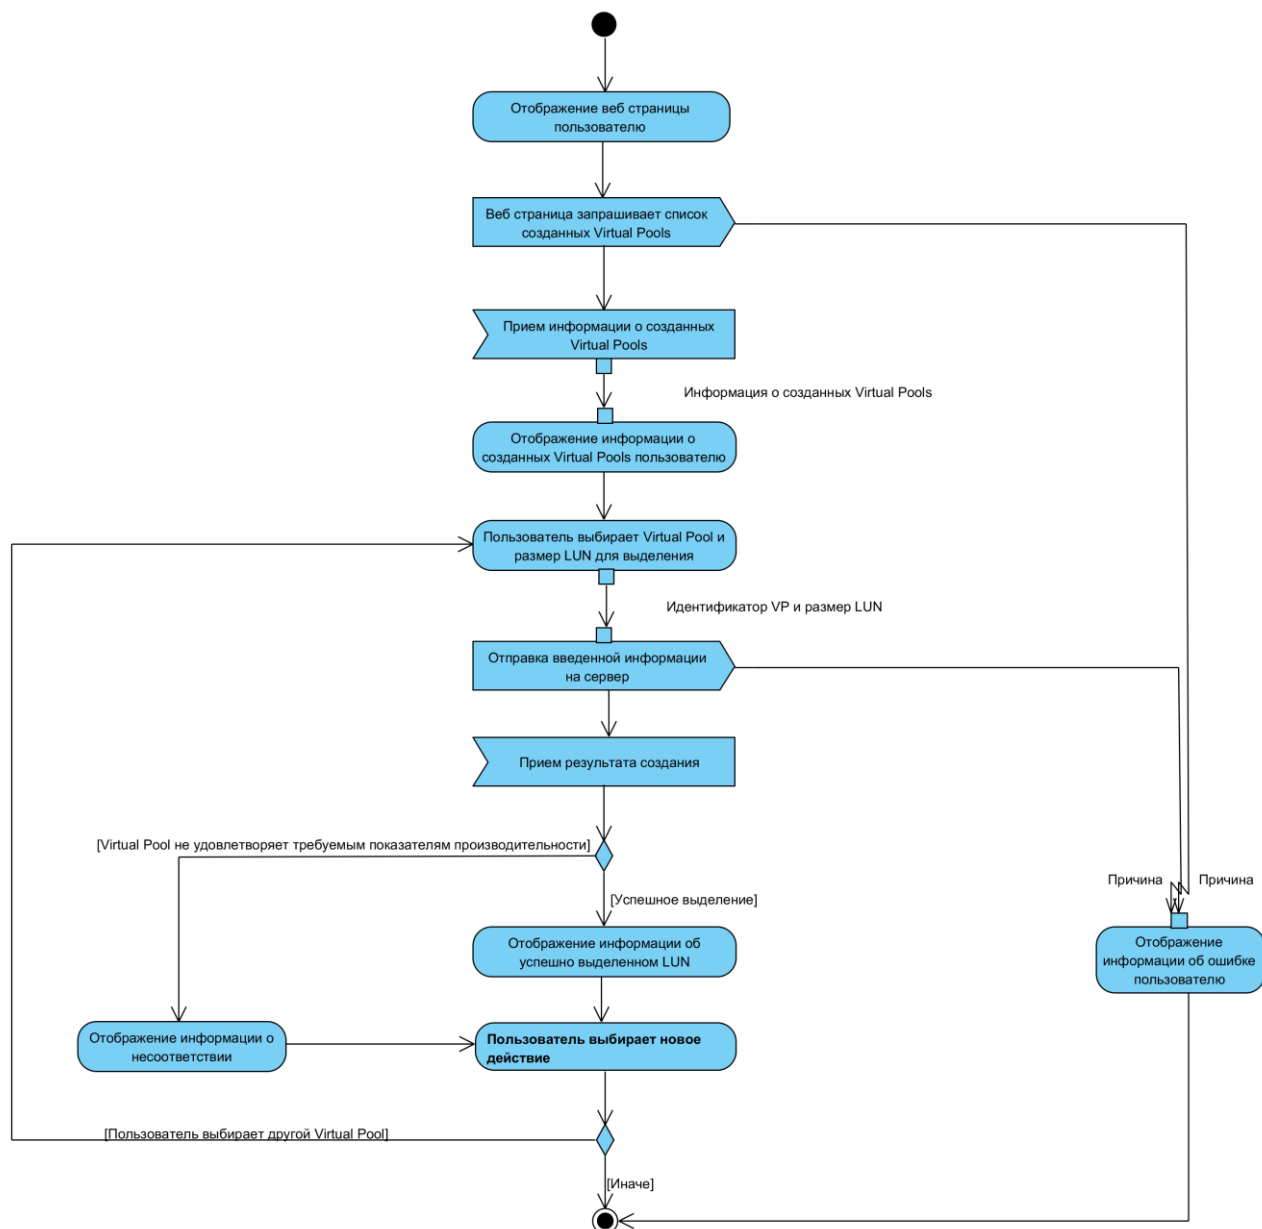 Отображение веб страницы
пользователю
Веб страница запрашивает список
созданных Virtual Pools
Прием информации о созданных
Virtual Pools
Информация о созданных Virtual Pools
Отображение информации о
созданных Virtual Pools пользователю
Пользователь выбирает Virtual Pool и
размер LUN для выделения
Идентификатор VP и размер LUN
Отправка введенной информации
на сервер
Прием результата создания
[Virtual Pool не удовлетворяет требуемым показателям производительности]
[Успешное выделение]
Причина
Причина
Отображение информации об
успешно выделенном LUN
Отображение
информации об ошибке
пользователю
Отображение информации о
несоответствии
Пользователь выбирает новое
действие
[Пользователь выбирает другой Virtual Pool]
[Иначе]